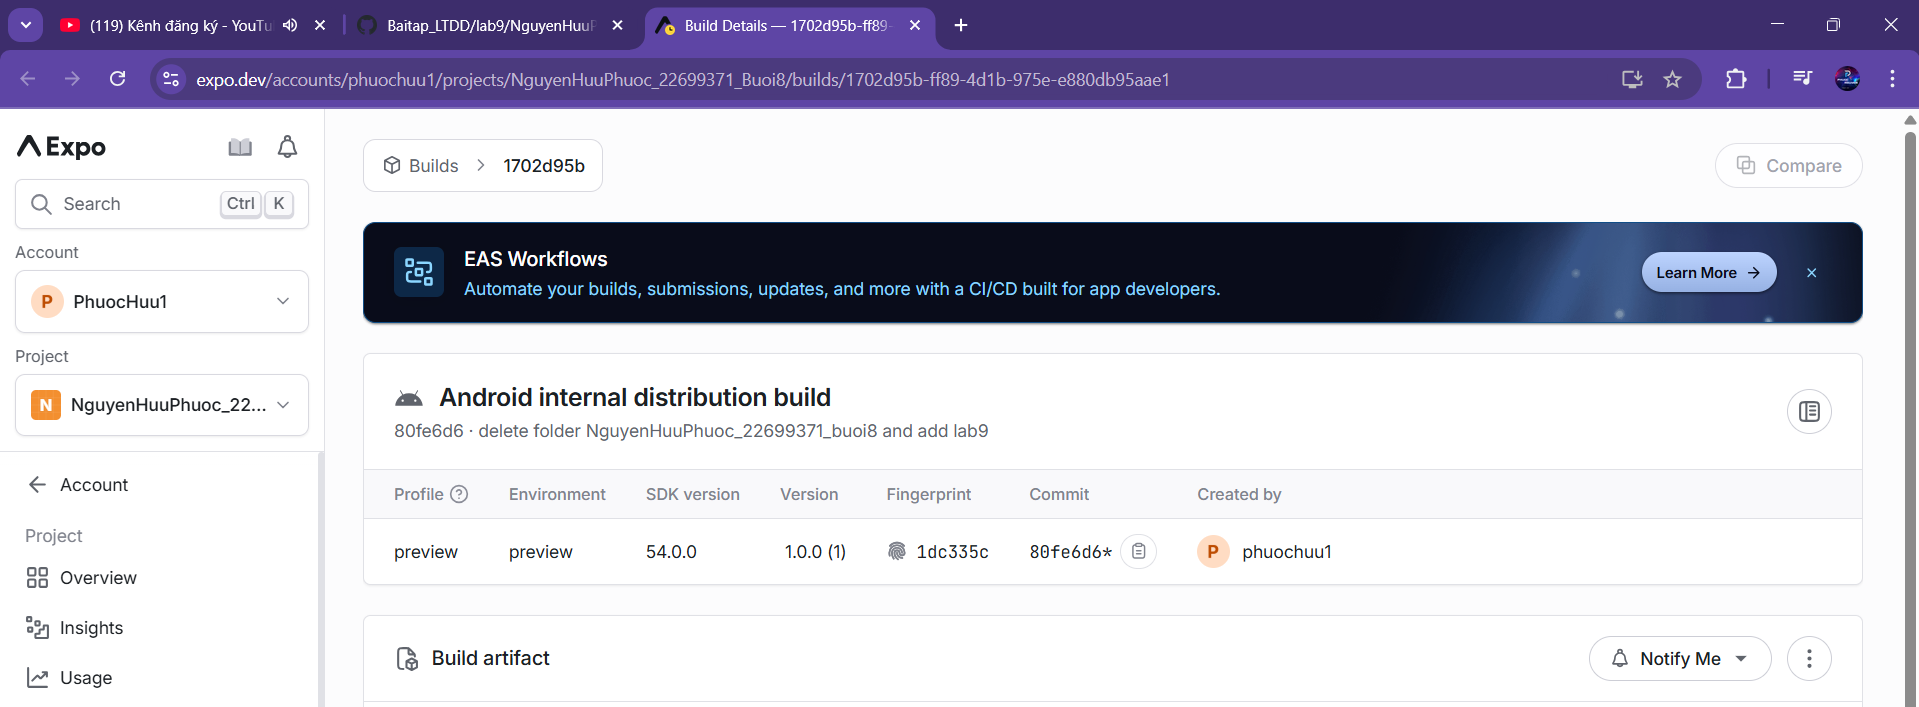 (119) Kênh đăng ký - YouTu
Baitap_LTDD/lab9/NguyenHuuP
Build Details — 1702d95b-ff89-
expo.dev/accounts/phuochuu1/projects/NguyenHuuPhuoc_22699371_Buoi8/builds/1702d95b-ff89-4d1b-975e-e880db95aae1
Expo
Search
Ctrl K
Account
P PhuocHuu1
Project
N NguyenHuuPhuoc_22...
Account
Project
Overview
Insights
Usage
Builds > 1702d95b
Compare
EAS Workflows
Automate your builds, submissions, updates, and more with a CI/CD built for app developers.
Learn More →
Android internal distribution build
80fe6d6 · delete folder NguyenHuuPhuoc_22699371_buoi8 and add lab9
Profile Environment SDK version Version Fingerprint Commit Created by
preview preview 54.0.0 1.0.0 (1) 1dc335c 80fe6d6* P phuochuu1
Build artifact
Notify Me